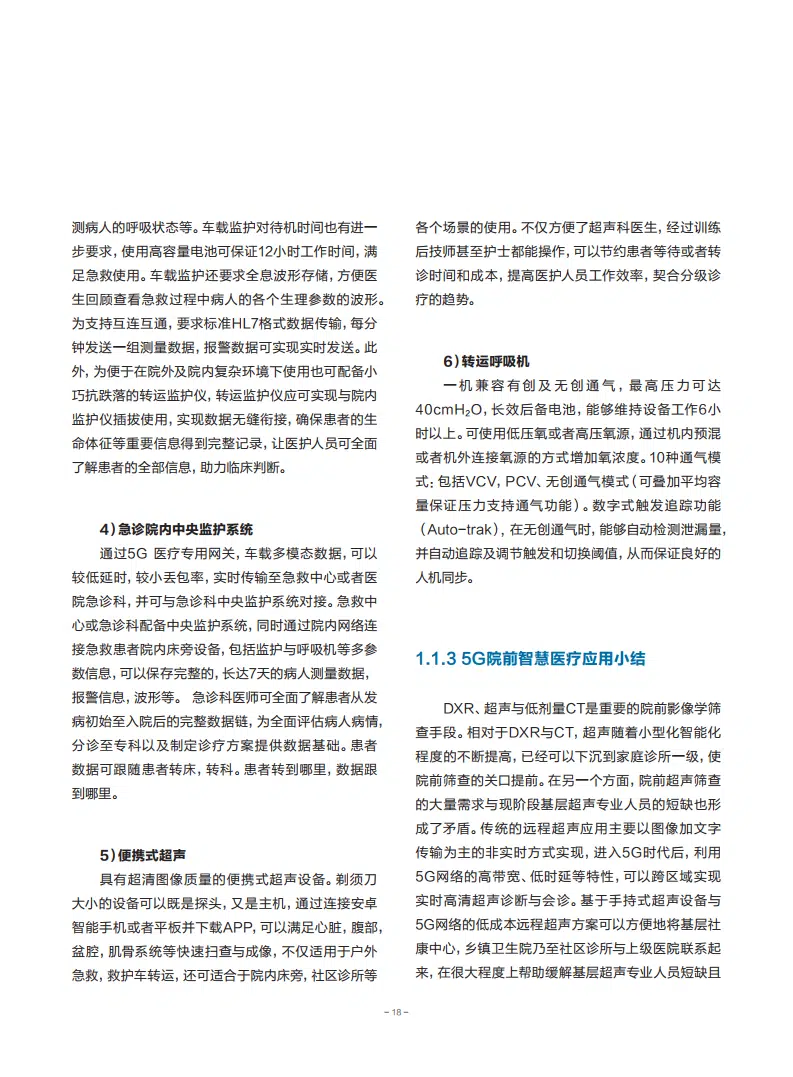 测病人的呼吸状态等。车载监护对待机时间也有进一
步要求，使用高容量电池可保证12小时工作时间，满
足急救使用。车载监护还要求全息波形存储，方便医
生回顾查看急救过程中病人的各个生理参数的波形。
为支持互连互通，要求标准HL7格式数据传输，每分
钟发送一组测量数据，报警数据可实现实时发送。此
外，为便于在院外及院内复杂环境下使用也可配备小
巧抗跌落的转运监护仪，转运监护仪应可实现与院内
监护仪插拔使用，实现数据无缝衔接，确保患者的生
命体征等重要信息得到完整记录，让医护人员可全面
了解患者的全部信息，助力临床判断。
4）急诊院内中央监护系统
通过5G 医疗专用网关，车载多模态数据，可以
较低延时，较小丢包率，实时传输至急救中心或者医
院急诊科，并可与急诊科中央监护系统对接。急救中
心或急诊科配备中央监护系统，同时通过院内网络连
接急救患者院内床旁设备，包括监护与呼吸机等多参
数信息，可以保存完整的，长达7天的病人测量数据，
报警信息，波形等。 急诊科医师可全面了解患者从发
病初始至入院后的完整数据链，为全面评估病人病情，
分诊至专科以及制定诊疗方案提供数据基础。患者
数据可跟随患者转床，转科。患者转到哪里，数据跟
到哪里。
5）便携式超声
具有超清图像质量的便携式超声设备。剃须刀
大小的设备可以既是探头，又是主机，通过连接安卓
智能手机或者平板并下载APP，可以满足心脏，腹部，
盆腔，肌骨系统等快速扫查与成像，不仅适用于户外
急救，救护车转运，还可适合于院内床旁，社区诊所等
各个场景的使用。不仅方便了超声科医生，经过训练
后技师甚至护士都能操作，可以节约患者等待或者转
诊时间和成本，提高医护人员工作效率，契合分级诊
疗的趋势。
6）转运呼吸机
一机兼容有创及无创通气，最高压力可达
40cmH₂O，长效后备电池，能够维持设备工作6小
时以上。可使用低压氧或者高压氧源，通过机内预混
或者机外连接氧源的方式增加氧浓度。10种通气模
式：包括VCV，PCV、无创通气模式（可叠加平均容
量保证压力支持通气功能）。数字式触发追踪功能
（Auto-trak），在无创通气时，能够自动检测泄漏量，
并自动追踪及调节触发和切换阈值，从而保证良好的
人机同步。
1.1.3 5G院前智慧医疗应用小结
DXR、超声与低剂量CT是重要的院前影像学筛
查手段。相对于DXR与CT，超声随着小型化智能化
程度的不断提高，已经可以下沉到家庭诊所一级，使
院前筛查的关口提前。在另一个方面，院前超声筛查
的大量需求与现阶段基层超声专业人员的短缺也形
成了矛盾。传统的远程超声应用主要以图像加文字
传输为主的非实时方式实现，进入5G时代后，利用
5G网络的高带宽、低时延等特性，可以跨区域实现
实时高清超声诊断与会诊。基于手持式超声设备与
5G网络的低成本远程超声方案可以方便地将基层社
康中心，乡镇卫生院乃至社区诊所与上级医院联系起
来，在很大程度上帮助缓解基层超声专业人员短缺且
- 18 -